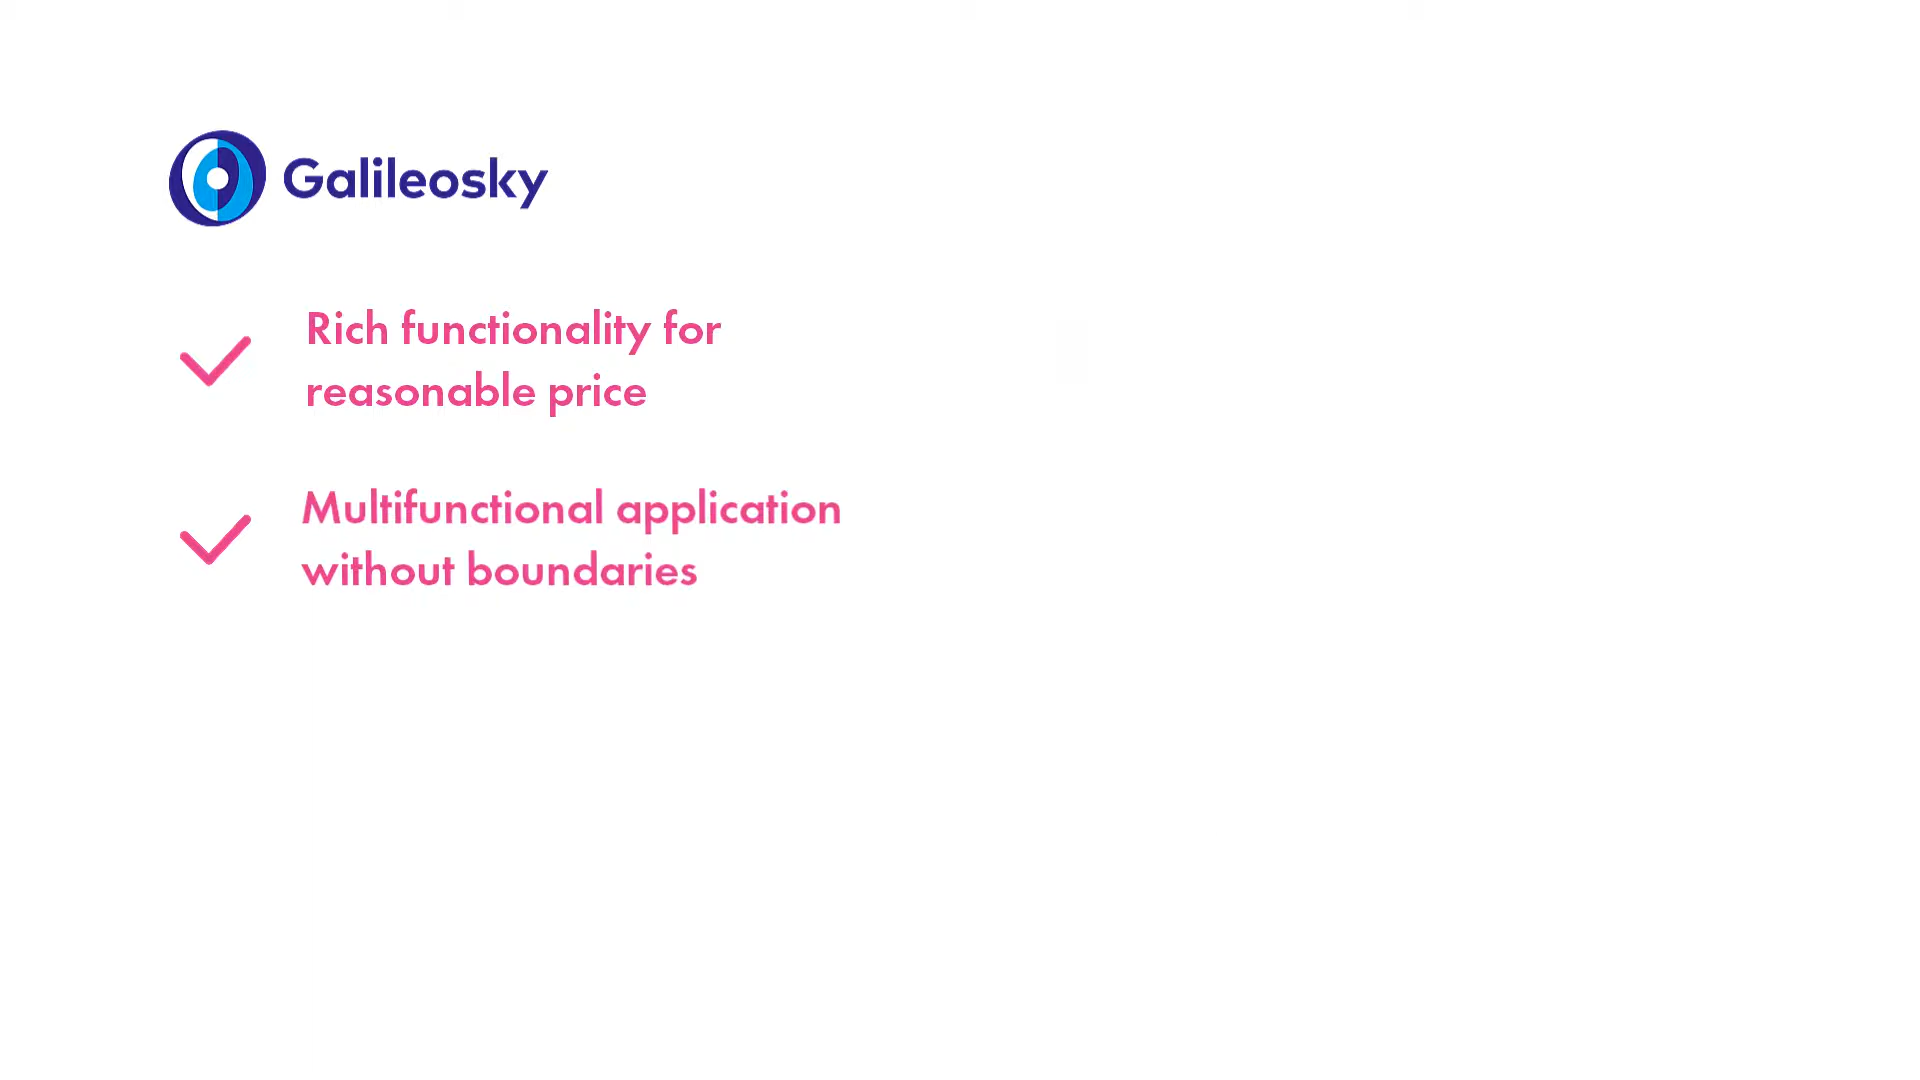 Galileosky
Rich functionality for
reasonable price
Multifunctional application
without boundaries